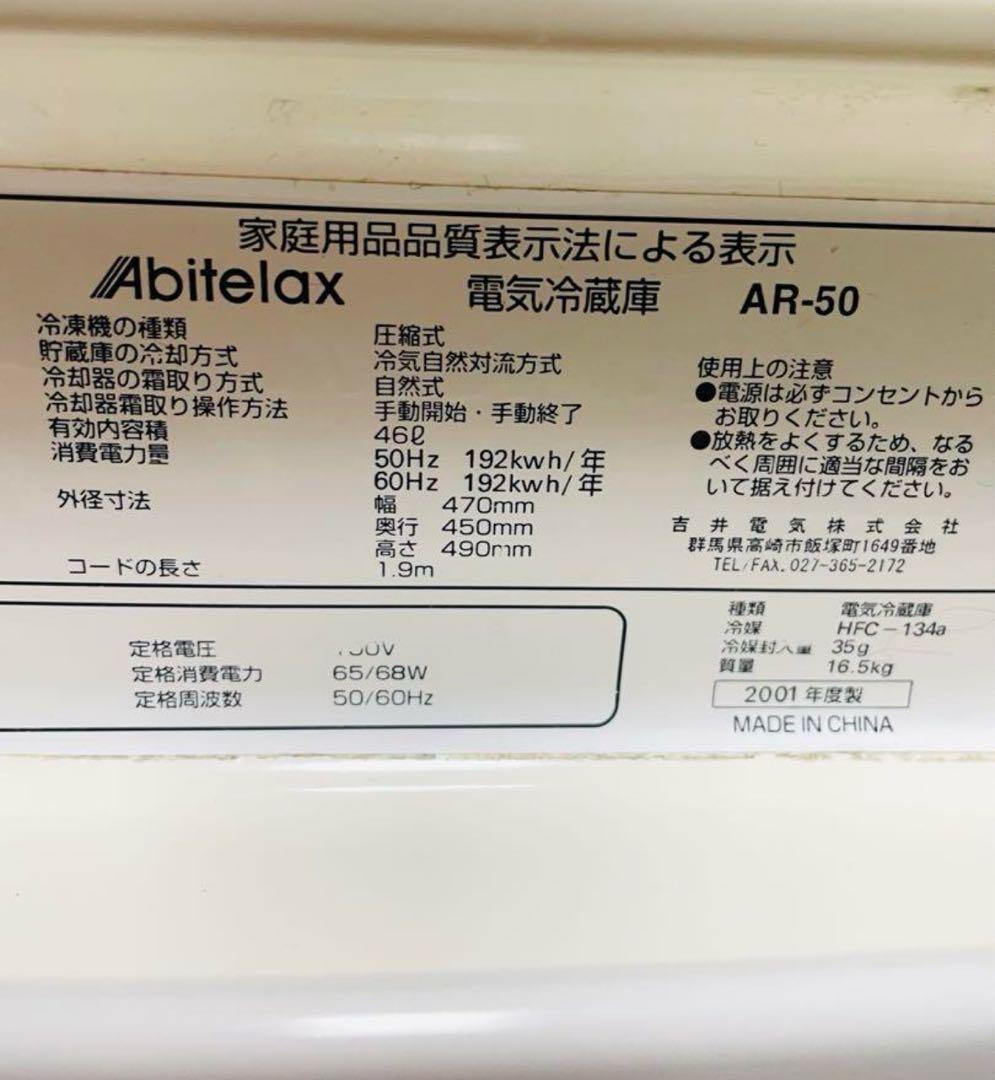 家庭用品品質表示法による表示
Abitelax 電気冷蔵庫 AR-50
冷凍機の種類 圧縮式
貯蔵庫の冷却方式 冷気自然対流方式
冷却器の霜取り方式 自然式
冷却器霜取り操作方法 手動開始・手動終了
有効内容積 46ℓ
消費電力量 50Hz 192kwh/年
60Hz 192kwh/年
外径寸法 幅 470mm
奥行 450mm
高さ 490mm
コードの長さ 1.9m
使用上の注意
●電源は必ずコンセントから
お取りください。
●放熱をよくするため、なる
べく周囲に適当な間隔をお
いて据え付けてください。
吉井電気株式会社
群馬県高崎市飯塚町1649番地
TEL/FAX.027-365-2172
定格電圧
定格消費電力 65/68W
定格周波数 50/60Hz
種類 電気冷蔵庫
冷媒 HFC-134a
冷媒封入量 35g
質量 16.5kg
2001年度製
MADE IN CHINA